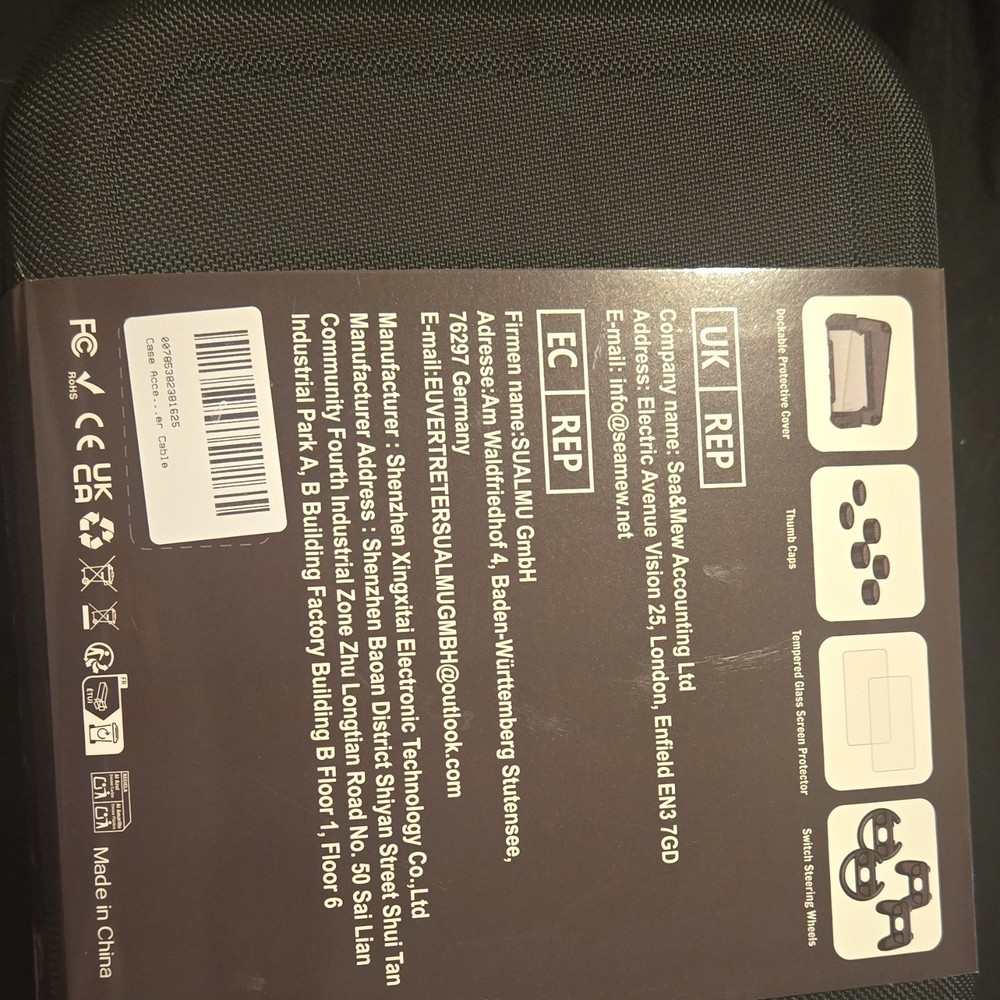 Dockable Protective Cover
Thumb Caps
Tempered Glass Screen Protector
Switch Steering Wheels
UK REP
Company name: Sea&Mew Accounting Ltd
Address: Electric Avenue Vision 25, London, Enfield EN3 7GD
E-mail: info@seamew.net
EC REP
Firmen name:SUALMU GmbH
Adresse:Am Waldfriedhof 4, Baden-Württemberg Stutensee,
76297 Germany
E-mail:EUVERTRETERSUALMUGMBH@outlook.com
Manufacturer : Shenzhen Xingxitai Electronic Technology Co.,Ltd
Manufacturer Address : Shenzhen Baoan District Shiyan Street Shui Tan
Community Fourth Industrial Zone Zhu Longtian Road No. 50 Sai Lian
Industrial Park A, B Building Factory Building B Floor 1, Floor 6
00785382381625
Case Acce...er Cable
FC
RoHS
CE
UK
CA
FR
ETUI
Made in China